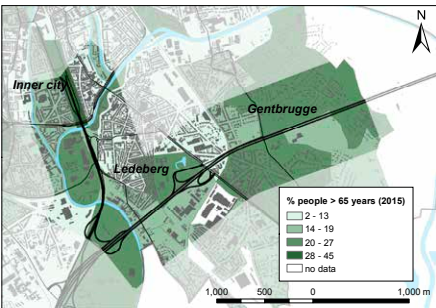 N
Inner city
Gentbrugge
Ledeberg
% people > 65 years (2015)
2 - 13
14 - 19
20 - 27
28 - 45
no data
1,000 500 0 1,000 m